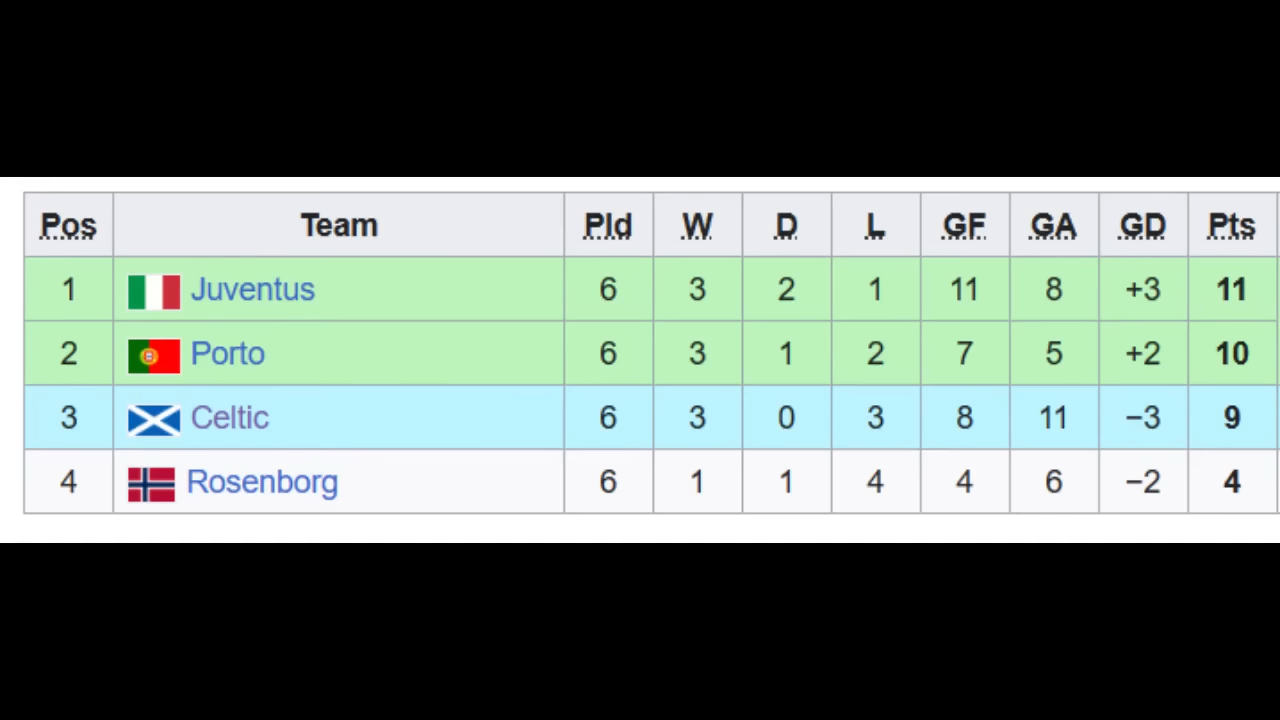 Pos Team Pld W D L GF GA GD Pts
1 Juventus 6 3 2 1 11 8 +3 11
2 Porto 6 3 1 2 7 5 +2 10
3 Celtic 6 3 0 3 8 11 −3 9
4 Rosenborg 6 1 1 4 4 6 −2 4